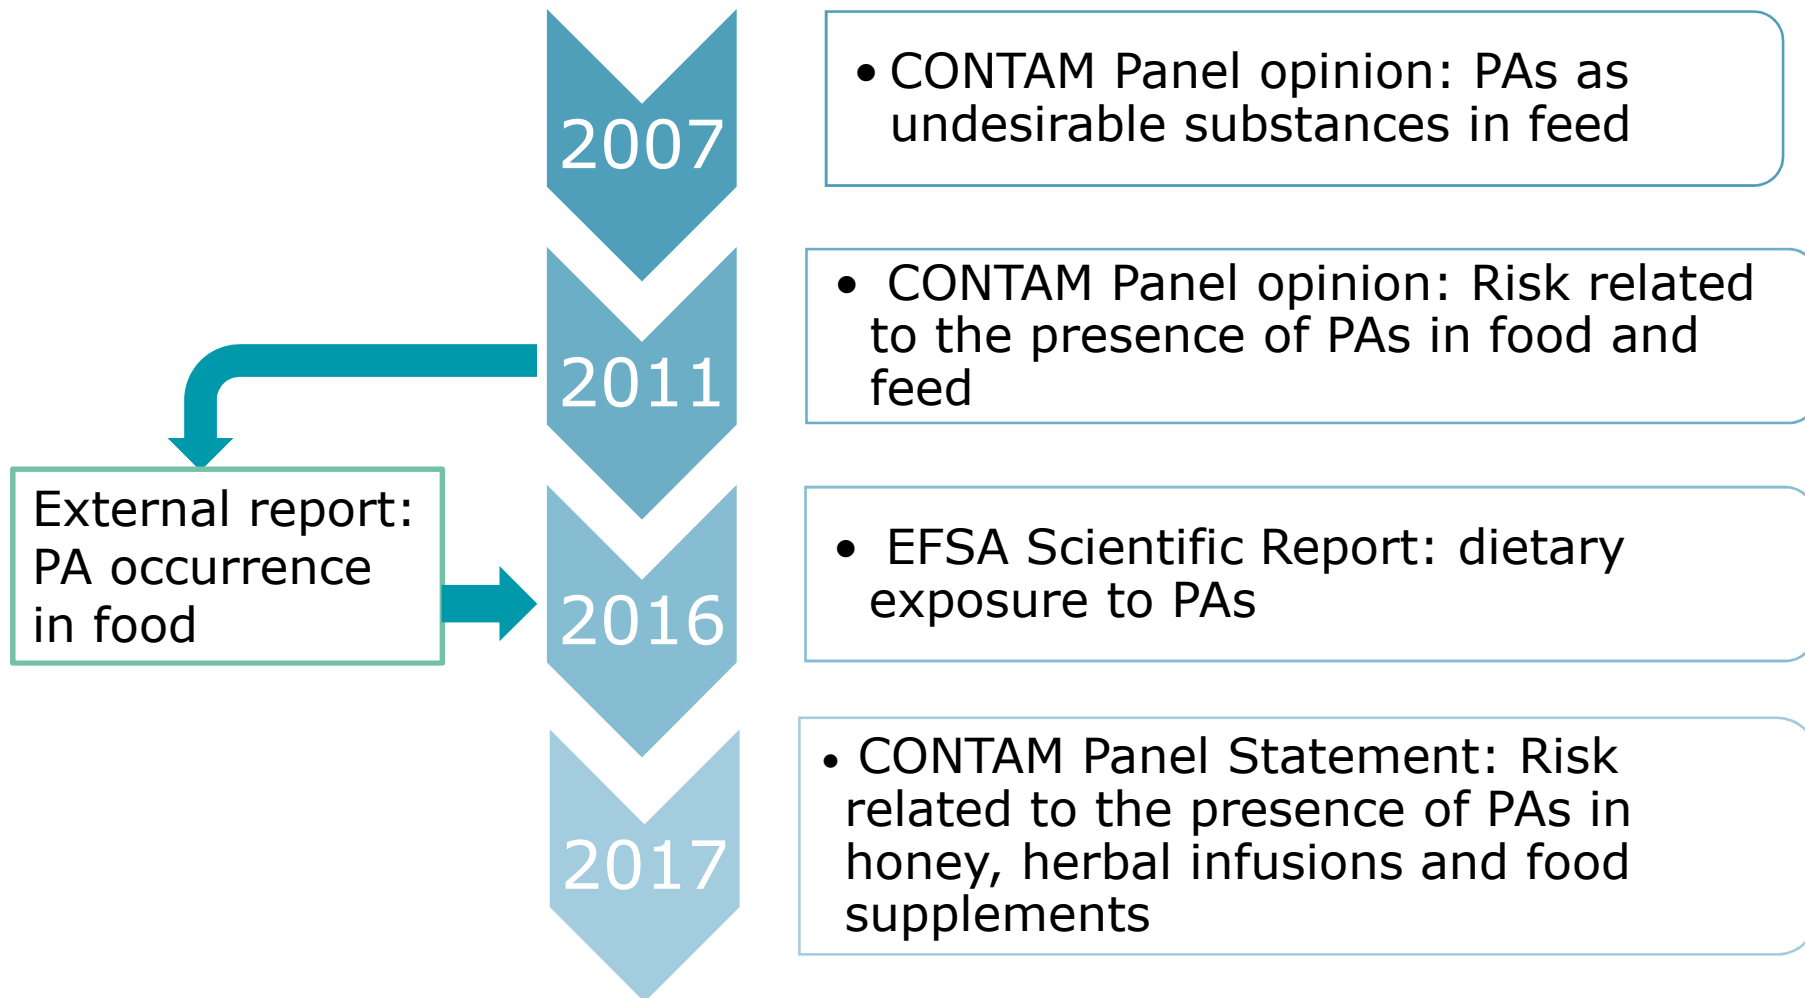 2007
• CONTAM Panel opinion: PAs as
undesirable substances in feed
2011
• CONTAM Panel opinion: Risk related
to the presence of PAs in food and
feed
External report:
PA occurrence
in food
2016
• EFSA Scientific Report: dietary
exposure to PAs
2017
• CONTAM Panel Statement: Risk
related to the presence of PAs in
honey, herbal infusions and food
supplements